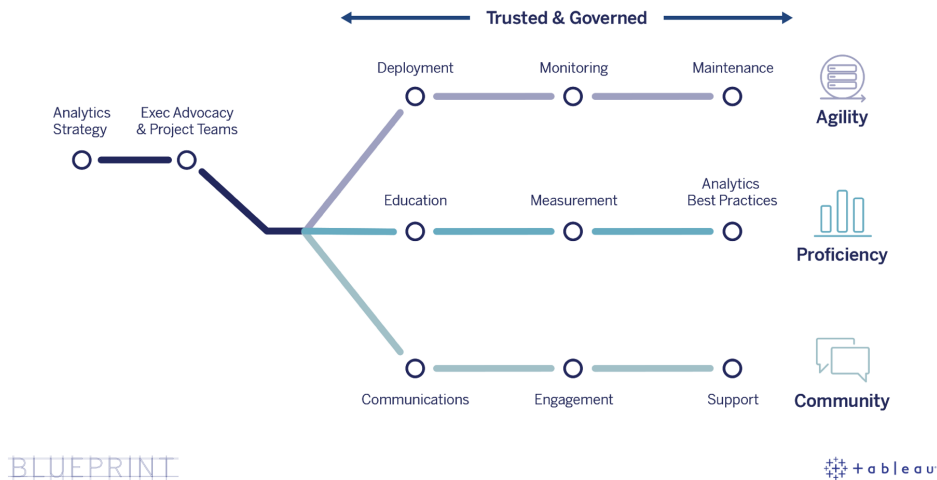 Trusted & Governed
Deployment
Monitoring
Maintenance
Agility
Analytics
Strategy
Exec Advocacy
& Project Teams
Education
Measurement
Analytics
Best Practices
Proficiency
Communications
Engagement
Support
Community
BLUEPRINT
+ableau